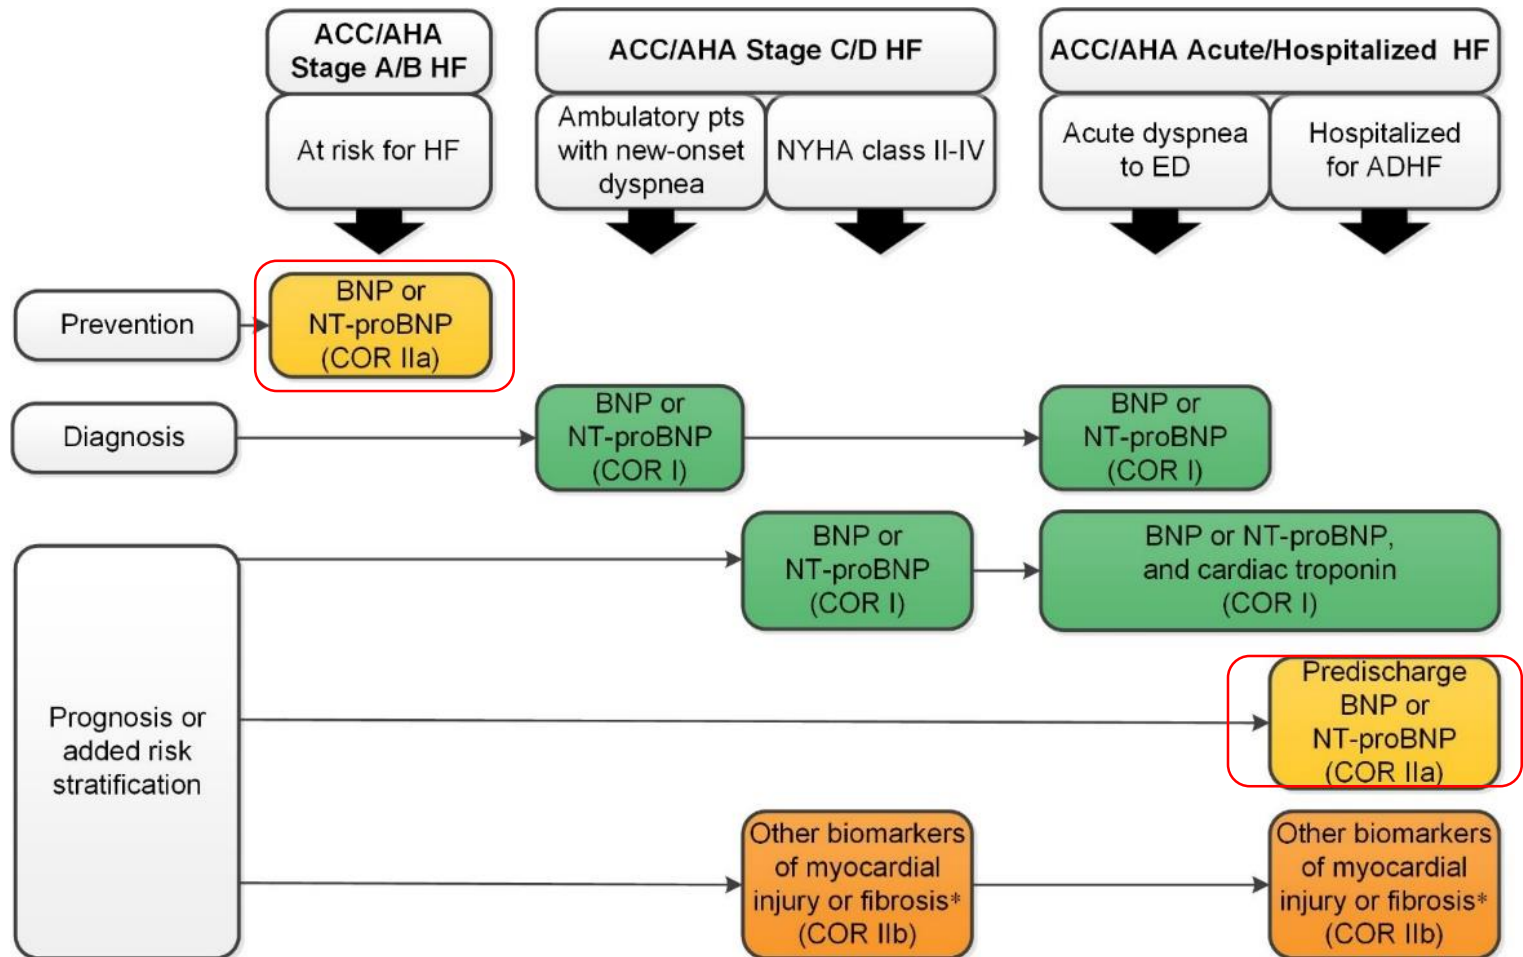 ACC/AHA
Stage A/B HF
ACC/AHA Stage C/D HF
ACC/AHA Acute/Hospitalized HF
At risk for HF
Ambulatory pts
with new-onset
dyspnea
NYHA class II-IV
Acute dyspnea
to ED
Hospitalized
for ADHF
Prevention
BNP or
NT-proBNP
(COR IIa)
Diagnosis
BNP or
NT-proBNP
(COR I)
BNP or
NT-proBNP
(COR I)
Prognosis or
added risk
stratification
BNP or
NT-proBNP
(COR I)
BNP or NT-proBNP,
and cardiac troponin
(COR I)
Predischarge
BNP or
NT-proBNP
(COR IIa)
Other biomarkers
of myocardial
injury or fibrosis*
(COR IIb)
Other biomarkers
of myocardial
injury or fibrosis*
(COR IIb)